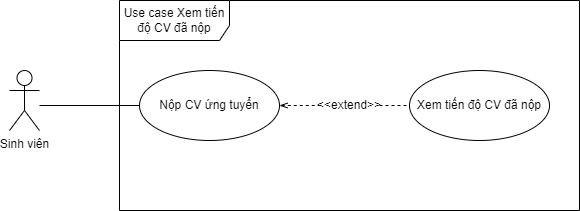 Use case Xem tiến
độ CV đã nộp
Nộp CV ứng tuyển
<<extend>>
Xem tiến độ CV đã nộp
Sinh viên